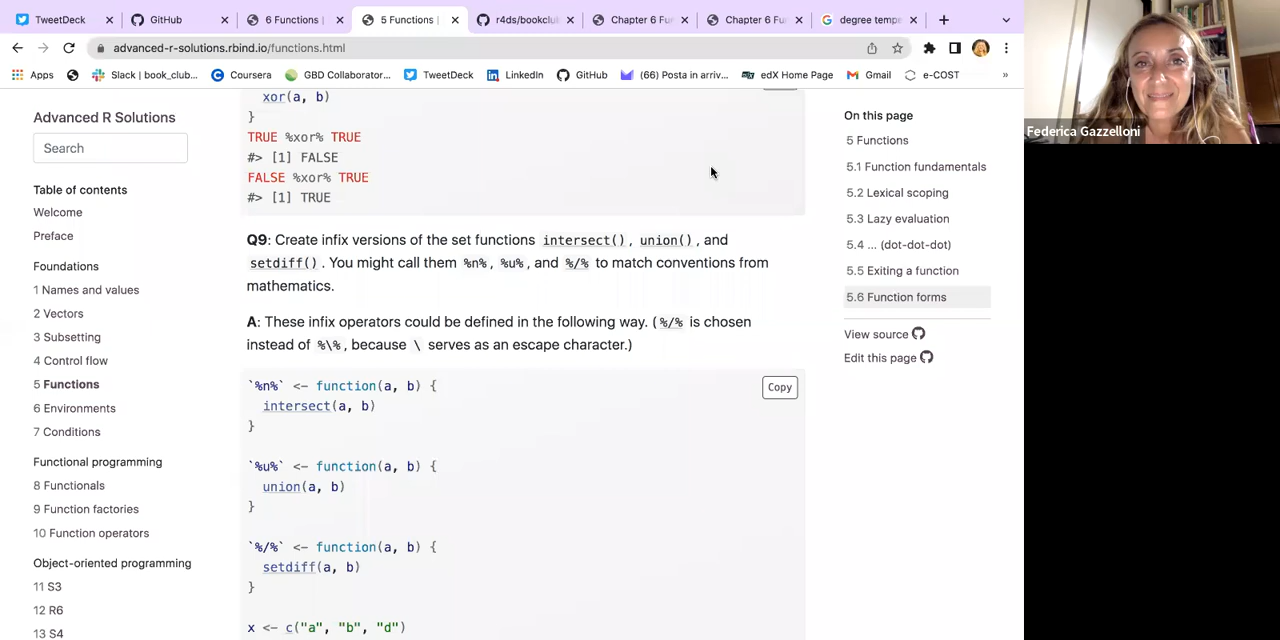 TweetDeck
GitHub
6 Functions |
5 Functions |
r4ds/bookclu
Chapter 6 Fu
Chapter 6 Fu
degree tempe
advanced-r-solutions.rbind.io/functions.html
Apps
Slack | book_club...
Coursera
GBD Collaborator...
TweetDeck
LinkedIn
GitHub
(66) Posta in arriv...
edX Home Page
Gmail
e-COST
»
Federica Gazzelloni
Advanced R Solutions
Search
Table of contents
Welcome
Preface
Foundations
1 Names and values
2 Vectors
3 Subsetting
4 Control flow
5 Functions
6 Environments
7 Conditions
Functional programming
8 Functionals
9 Function factories
10 Function operators
Object-oriented programming
11 S3
12 R6
13 S4
xor(a, b)
}
TRUE %xor% TRUE
#> [1] FALSE
FALSE %xor% TRUE
#> [1] TRUE
Q9: Create infix versions of the set functions intersect(), union(), and
setdiff(). You might call them %n%, %u%, and %/% to match conventions from
mathematics.
A: These infix operators could be defined in the following way. (%/% is chosen
instead of %\%, because \ serves as an escape character.)
Copy
`%n%` <- function(a, b) {
intersect(a, b)
}
`%u%` <- function(a, b) {
union(a, b)
}
`%/%` <- function(a, b) {
setdiff(a, b)
}
x <- c("a", "b", "d")
On this page
5 Functions
5.1 Function fundamentals
5.2 Lexical scoping
5.3 Lazy evaluation
5.4 ... (dot-dot-dot)
5.5 Exiting a function
5.6 Function forms
View source
Edit this page